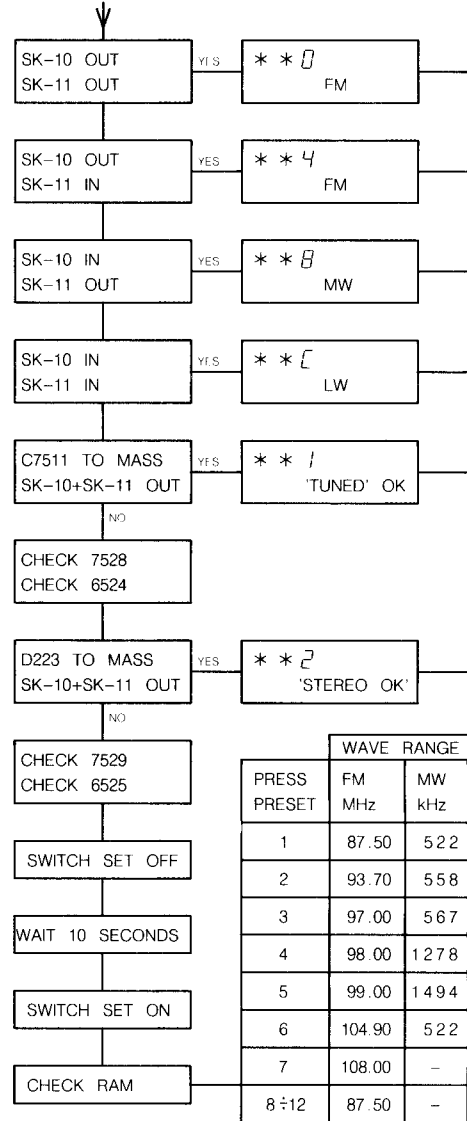 SK-10 OUT
SK-11 OUT
YES
* * 0
FM
SK-10 OUT
SK-11 IN
YES
* * 4
FM
SK-10 IN
SK-11 OUT
YES
* * 8
MW
SK-10 IN
SK-11 IN
YES
* * C
LW
C7511 TO MASS
SK-10+SK-11 OUT
YES
* * 1
'TUNED' OK
NO
CHECK 7528
CHECK 6524
D223 TO MASS
SK-10+SK-11 OUT
YES
* * 2
'STEREO OK'
NO
CHECK 7529
CHECK 6525
SWITCH SET OFF
WAIT 10 SECONDS
SWITCH SET ON
CHECK RAM
WAVE RANGE
PRESS PRESET FM MHz MW kHz
1 87.50 522
2 93.70 558
3 97.00 567
4 98.00 1278
5 99.00 1494
6 104.90 522
7 108.00 –
8÷12 87.50 –